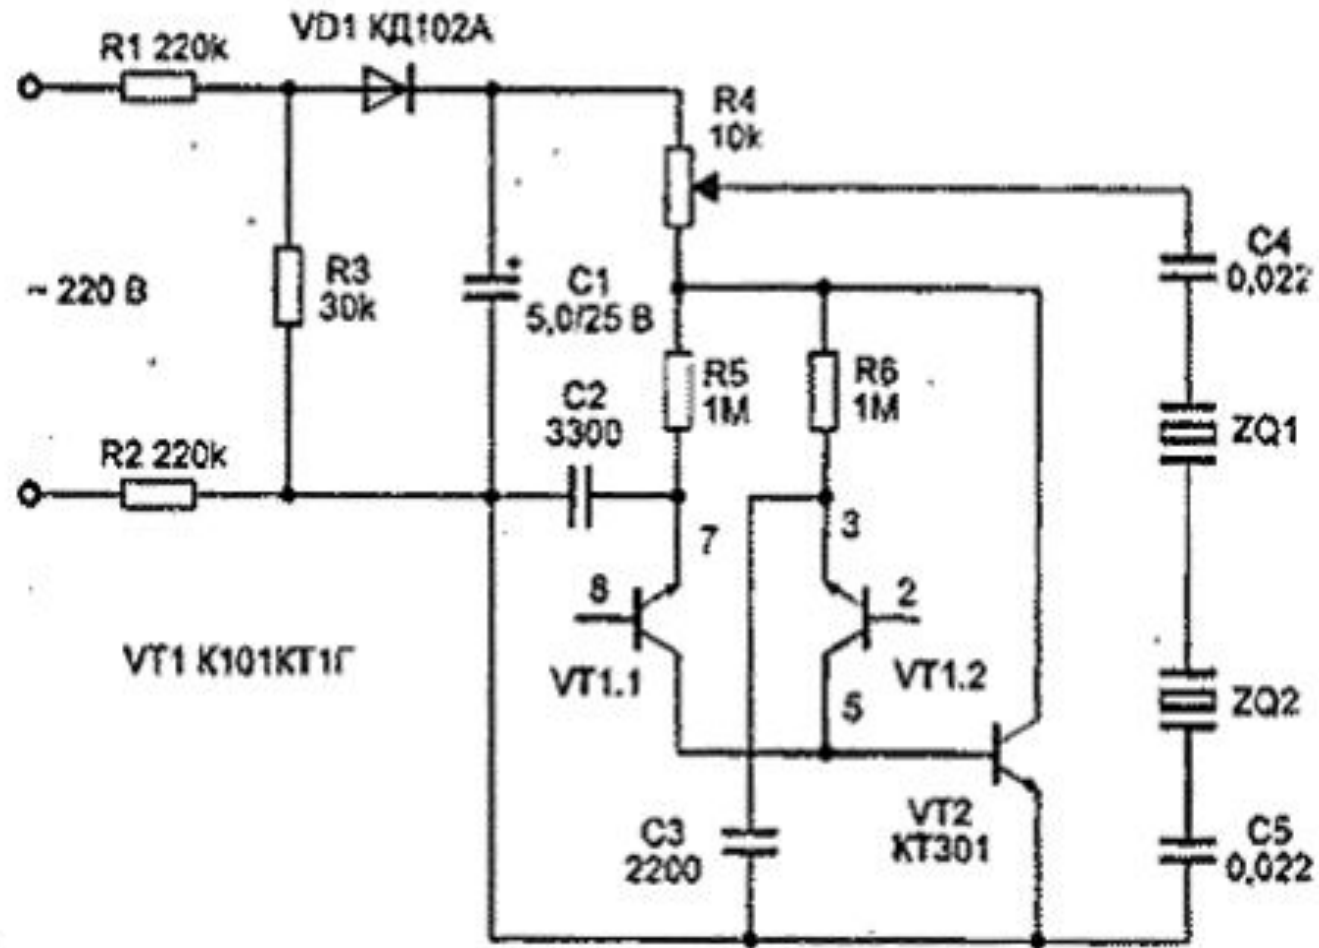 VD1 КД102А
R1 220k
R4
10k
C4
0,022
~ 220 В
R3
30k
C1
5,0/25 В
+
R5
1М
R6
1М
C2
3300
ZQ1
R2 220k
7
3
8
2
VT1 К101КТ1Г
VT1.1
VT1.2
5
ZQ2
VT2
КТ301
C3
2200
C5
0,022